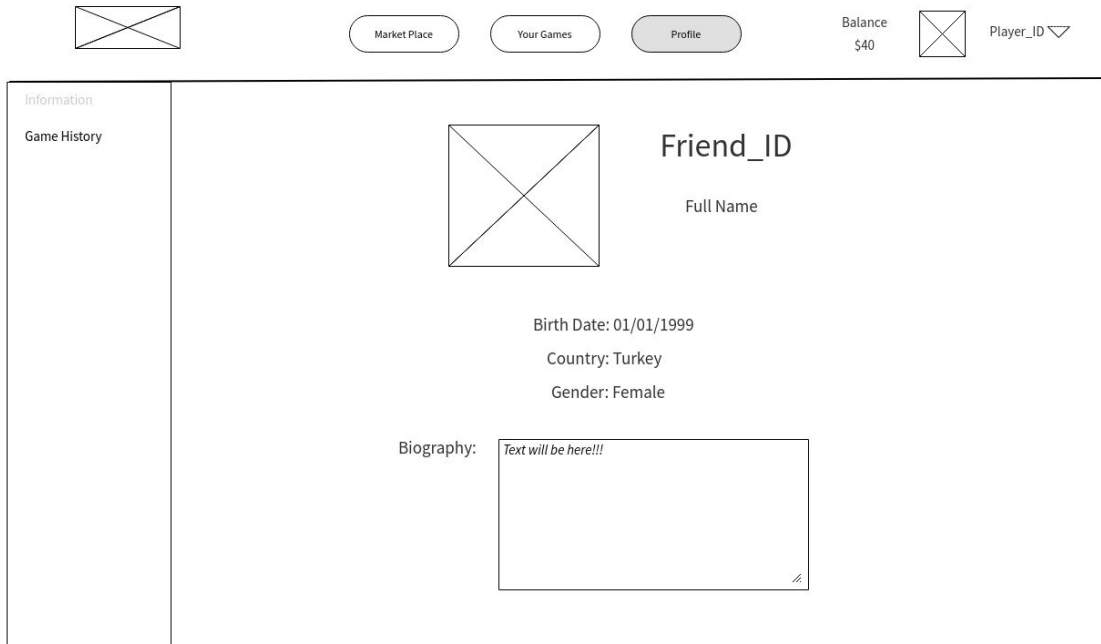 Market Place
Your Games
Profile
Balance
$40
Player_ID
Information
Game History
Friend_ID
Full Name
Birth Date: 01/01/1999
Country: Turkey
Gender: Female
Biography:
Text will be here!!!